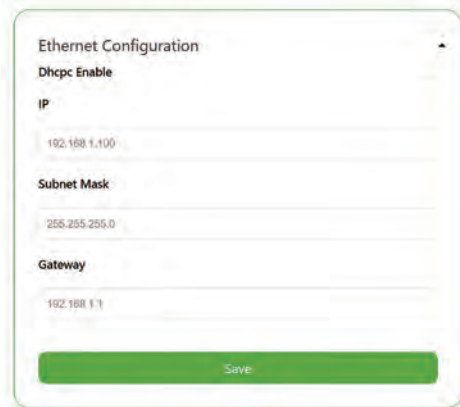 Ethernet Configuration
Dhcpc Enable
IP
192.168.1.100
Subnet Mask
255.255.255.0
Gateway
192.168.1.1
Save